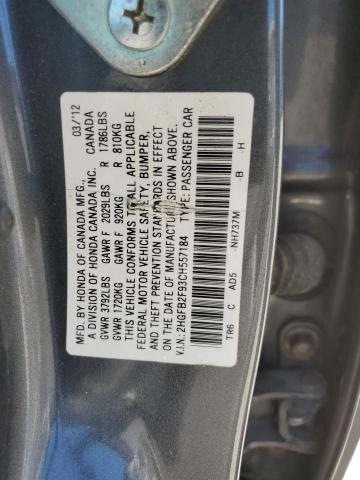 MFD. BY HONDA OF CANADA MFG., 03/'12
A DIVISION OF HONDA CANADA INC. CANADA
GVWR 3792LBS GAWR F 2029LBS R 1786LBS
GVWR 1720KG GAWR F 920KG R 810KG
THIS VEHICLE CONFORMS TO ALL APPLICABLE
FEDERAL MOTOR VEHICLE SAFETY, BUMPER,
AND THEFT PREVENTION STANDARDS IN EFFECT
ON THE DATE OF MANUFACTURE SHOWN ABOVE.
V.I.N.: 2HGFB2F93CH557184 TYPE: PASSENGER CAR
TR6 C AD5 NH737M B H